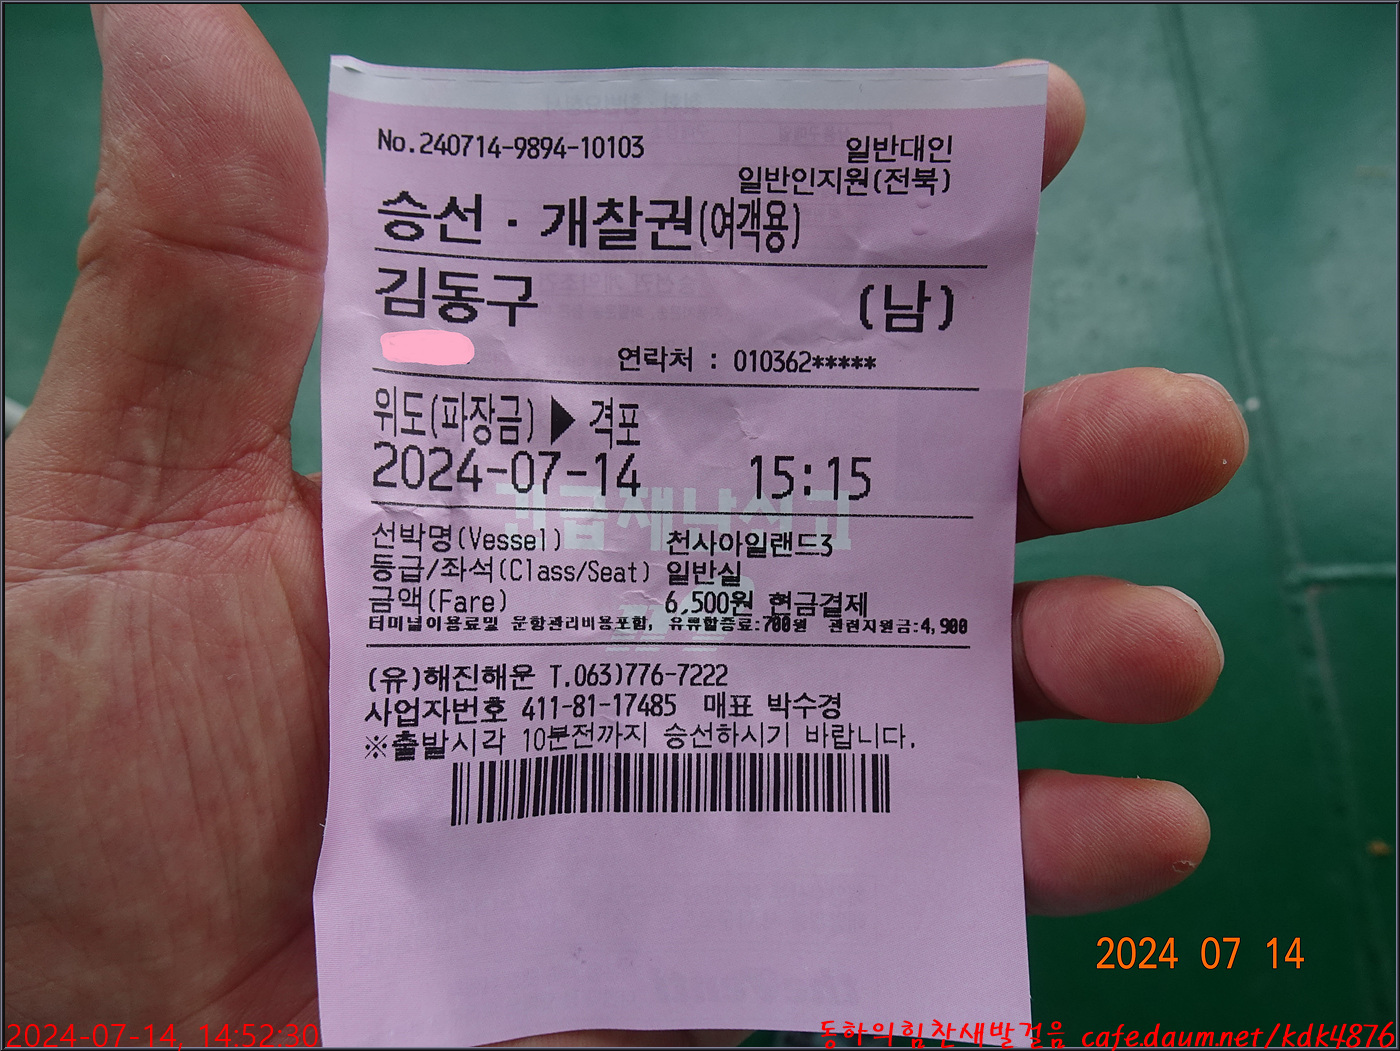 No.240714-9894-10103
일반대인
일반인지원(전북)
승선 · 개찰권(여객용)
김동구 (남)
연락처 : 010362*****
위도(파장금) ▶ 격포
2024-07-14 15:15
선박명(Vessel) 천사아일랜드3
등급/좌석(Class/Seat) 일반실
금액(Fare) 6,500원 현금결제
터미널이용료및 운항관리비용포함, 유류할증료:700원 관련지원금:4,900
(유)해진해운 T.063)776-7222
사업자번호 411-81-17485 매표 박수경
※출발시각 10분전까지 승선하시기 바랍니다.
2024 07 14
2024-07-14, 14:52:30
동하의힘찬새발걸음 cafe.daum.net/kdk4876